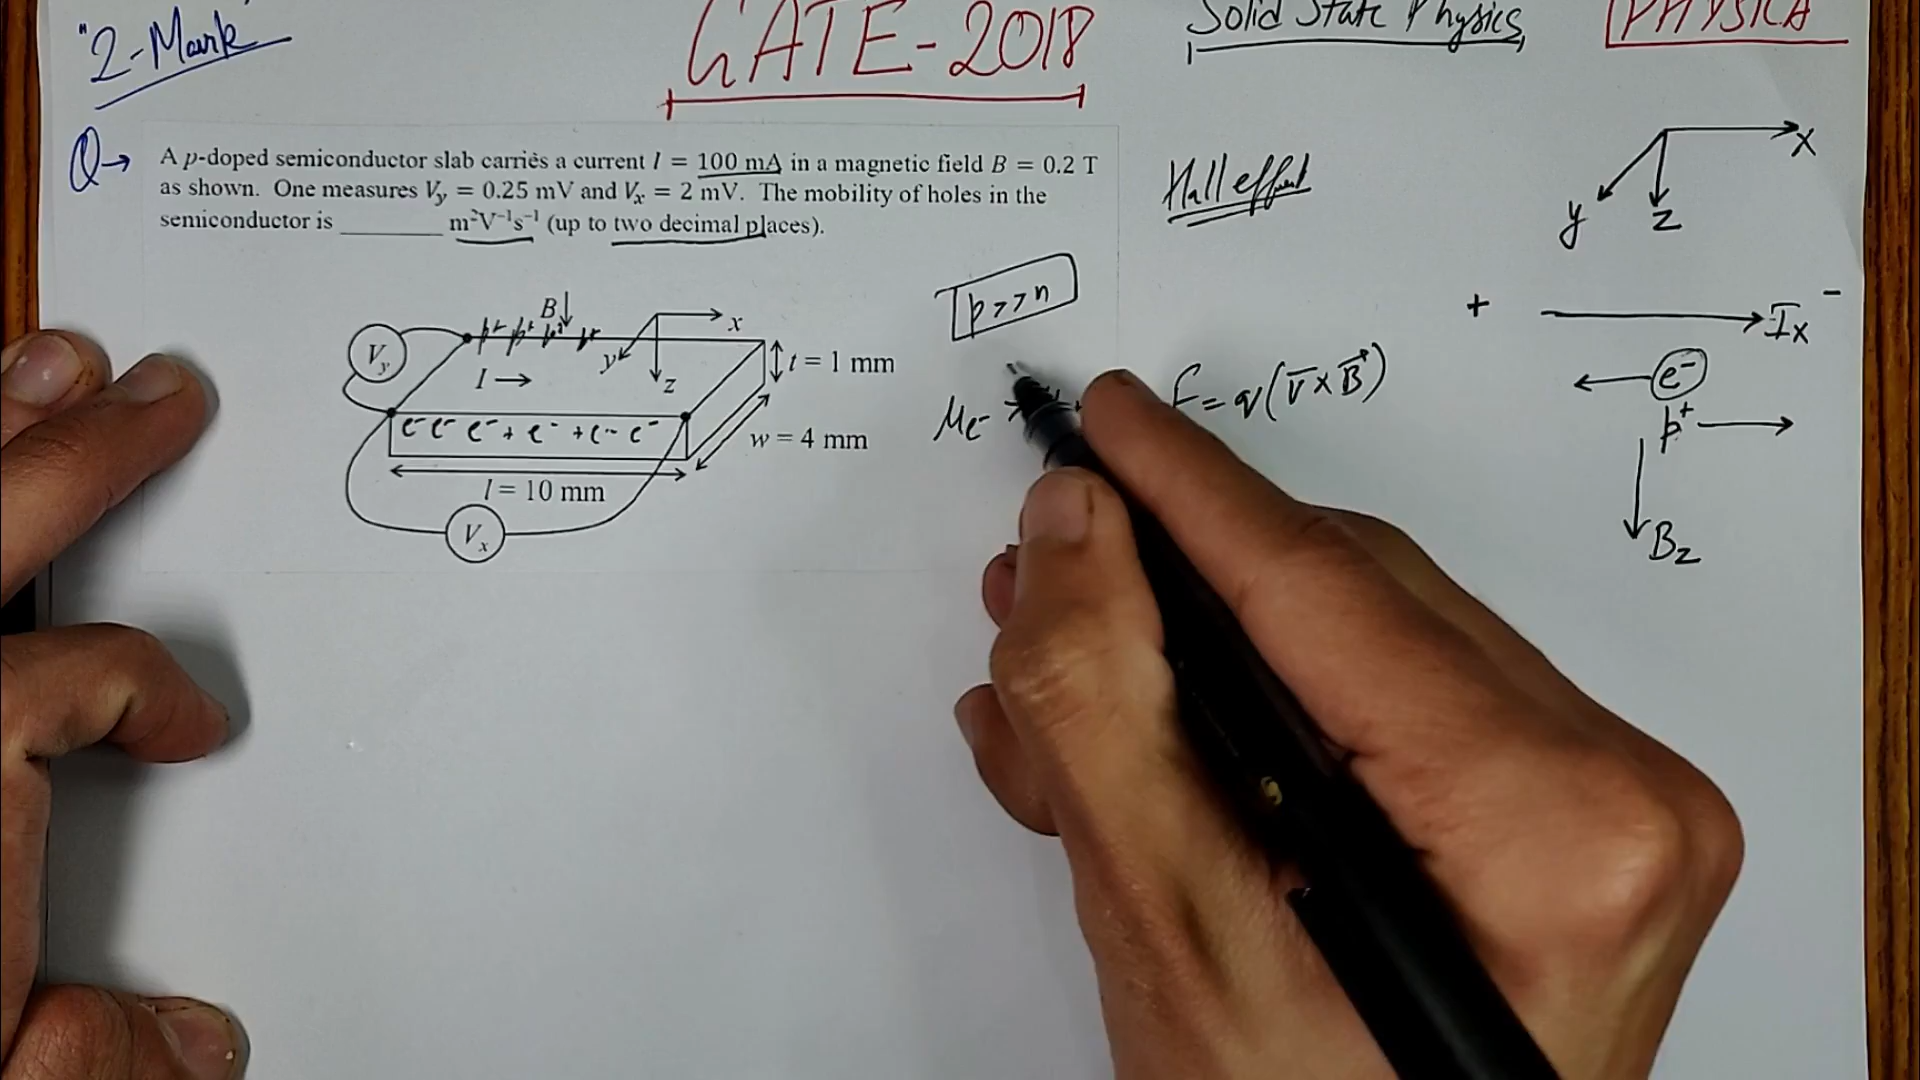 "2-Mark"
GATE-2018
Solid State Physics
PHYSICA
Q→ A p-doped semiconductor slab carries a current I = 100 mA in a magnetic field B = 0.2 T
as shown. One measures Vy = 0.25 mV and Vx = 2 mV. The mobility of holes in the
semiconductor is ________ m²V⁻¹s⁻¹ (up to two decimal places).
Hall effect
x
y
z
p>>n
B
Vy
I →
x
y
z
t = 1 mm
e⁻ e⁻ e⁻ + e⁻ + e⁻ e⁻
w = 4 mm
l = 10 mm
Vx
+ Ix -
μe-
F = q(v × B)
e⁻
p⁺
Bz